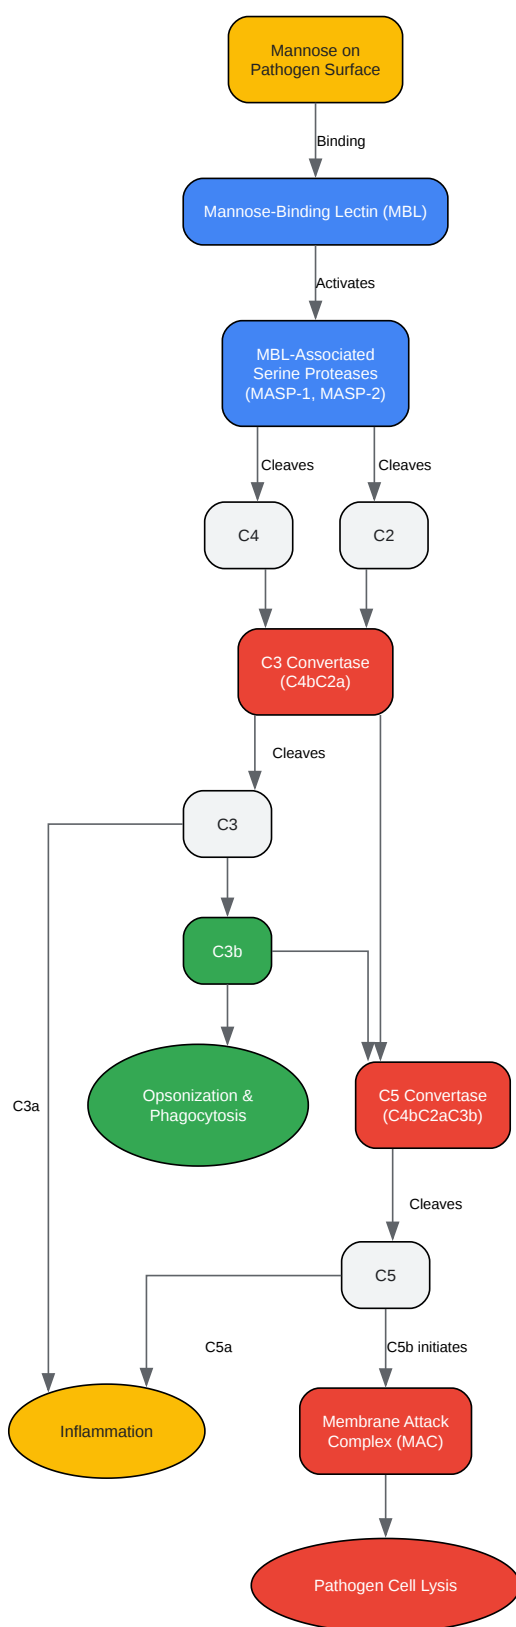 Mannose on
Pathogen Surface
Binding
Mannose-Binding Lectin (MBL)
Activates
MBL-Associated
Serine Proteases
(MASP-1, MASP-2)
Cleaves
Cleaves
C4
C2
C3 Convertase
(C4bC2a)
Cleaves
C3
C3b
C3a
Opsonization &
Phagocytosis
C5 Convertase
(C4bC2aC3b)
Cleaves
C5
C5a
C5b initiates
Inflammation
Membrane Attack
Complex (MAC)
Pathogen Cell Lysis